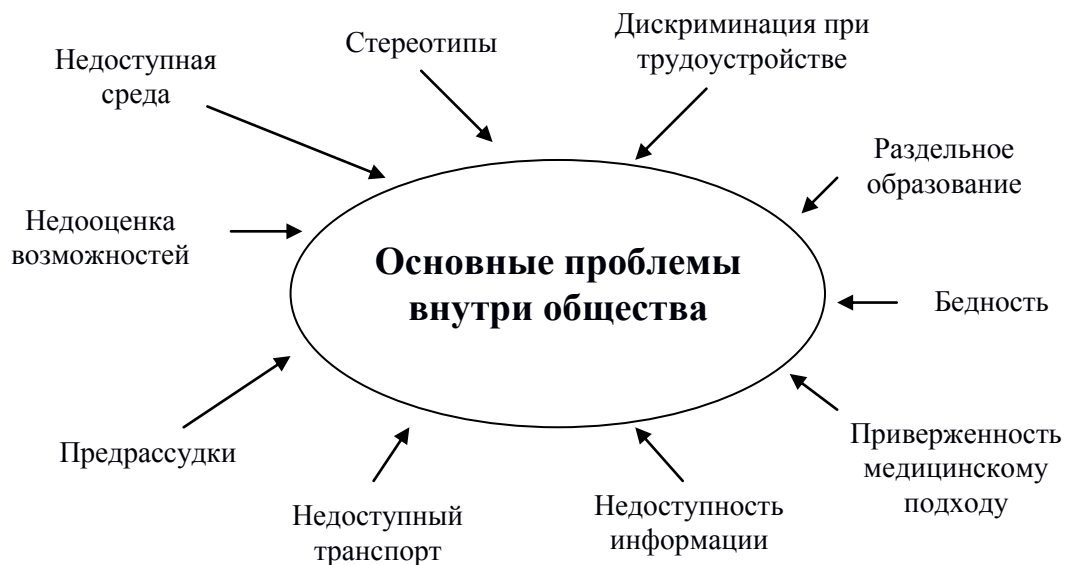 Стереотипы
Дискриминация при
трудоустройстве
Недоступная
среда
Раздельное
образование
Недооценка
возможностей
Основные проблемы
внутри общества
Бедность
Предрассудки
Приверженность
медицинскому
подходу
Недоступный
транспорт
Недоступность
информации